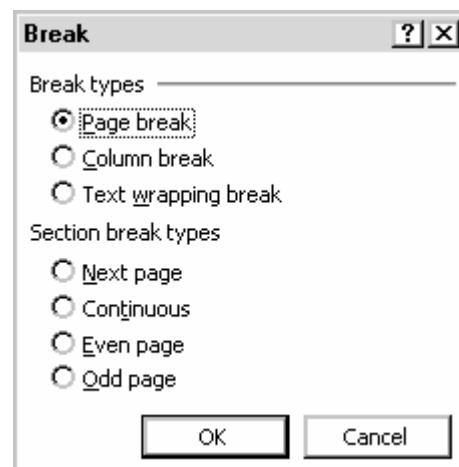 Break
Break types
Page break
Column break
Text wrapping break
Section break types
Next page
Continuous
Even page
Odd page
OK Cancel